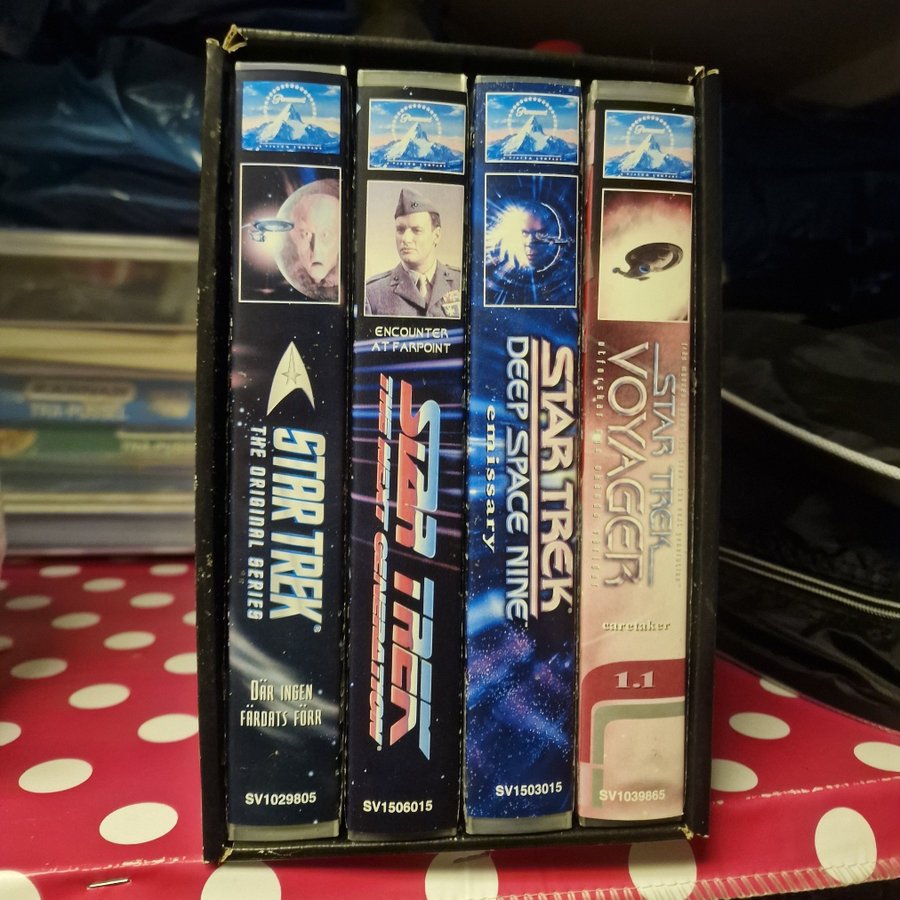 STAR TREK
THE ORIGINAL SERIES
DÄR INGEN
FÄRDATS FÖRR
SV1029805
ENCOUNTER
AT FARPOINT
STAR TREK
THE NEXT GENERATION
SV1506015
STAR TREK
DEEP SPACE NINE
emissary
SV1503015
STAR TREK
VOYAGER
caretaker
1.1
SV1039865